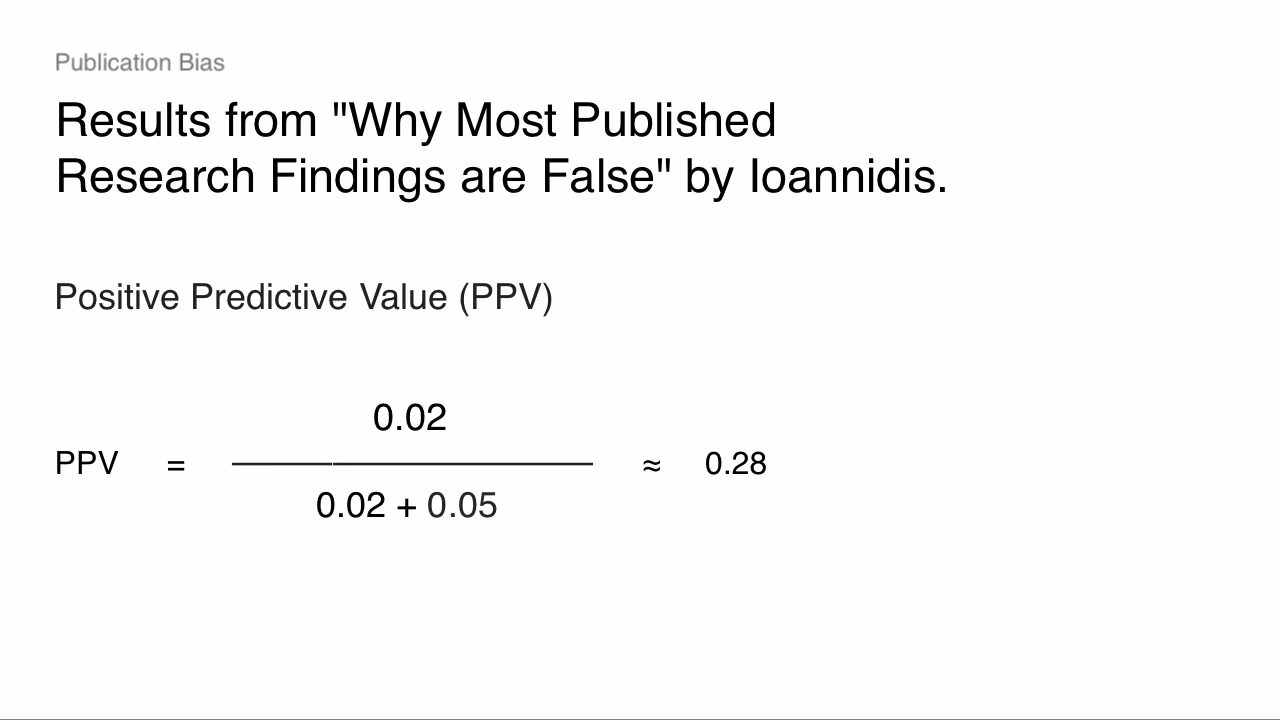 Publication Bias
Results from "Why Most Published
Research Findings are False" by Ioannidis.
Positive Predictive Value (PPV)
0.02
PPV = ≈ 0.28
0.02 + 0.05